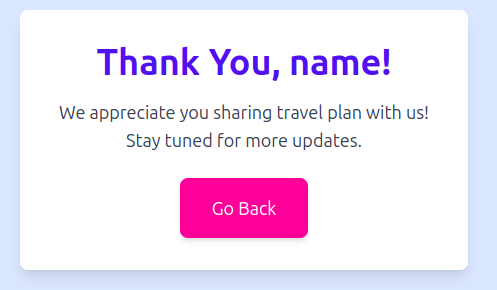 Thank You, name!
We appreciate you sharing travel plan with us!
Stay tuned for more updates.
Go Back